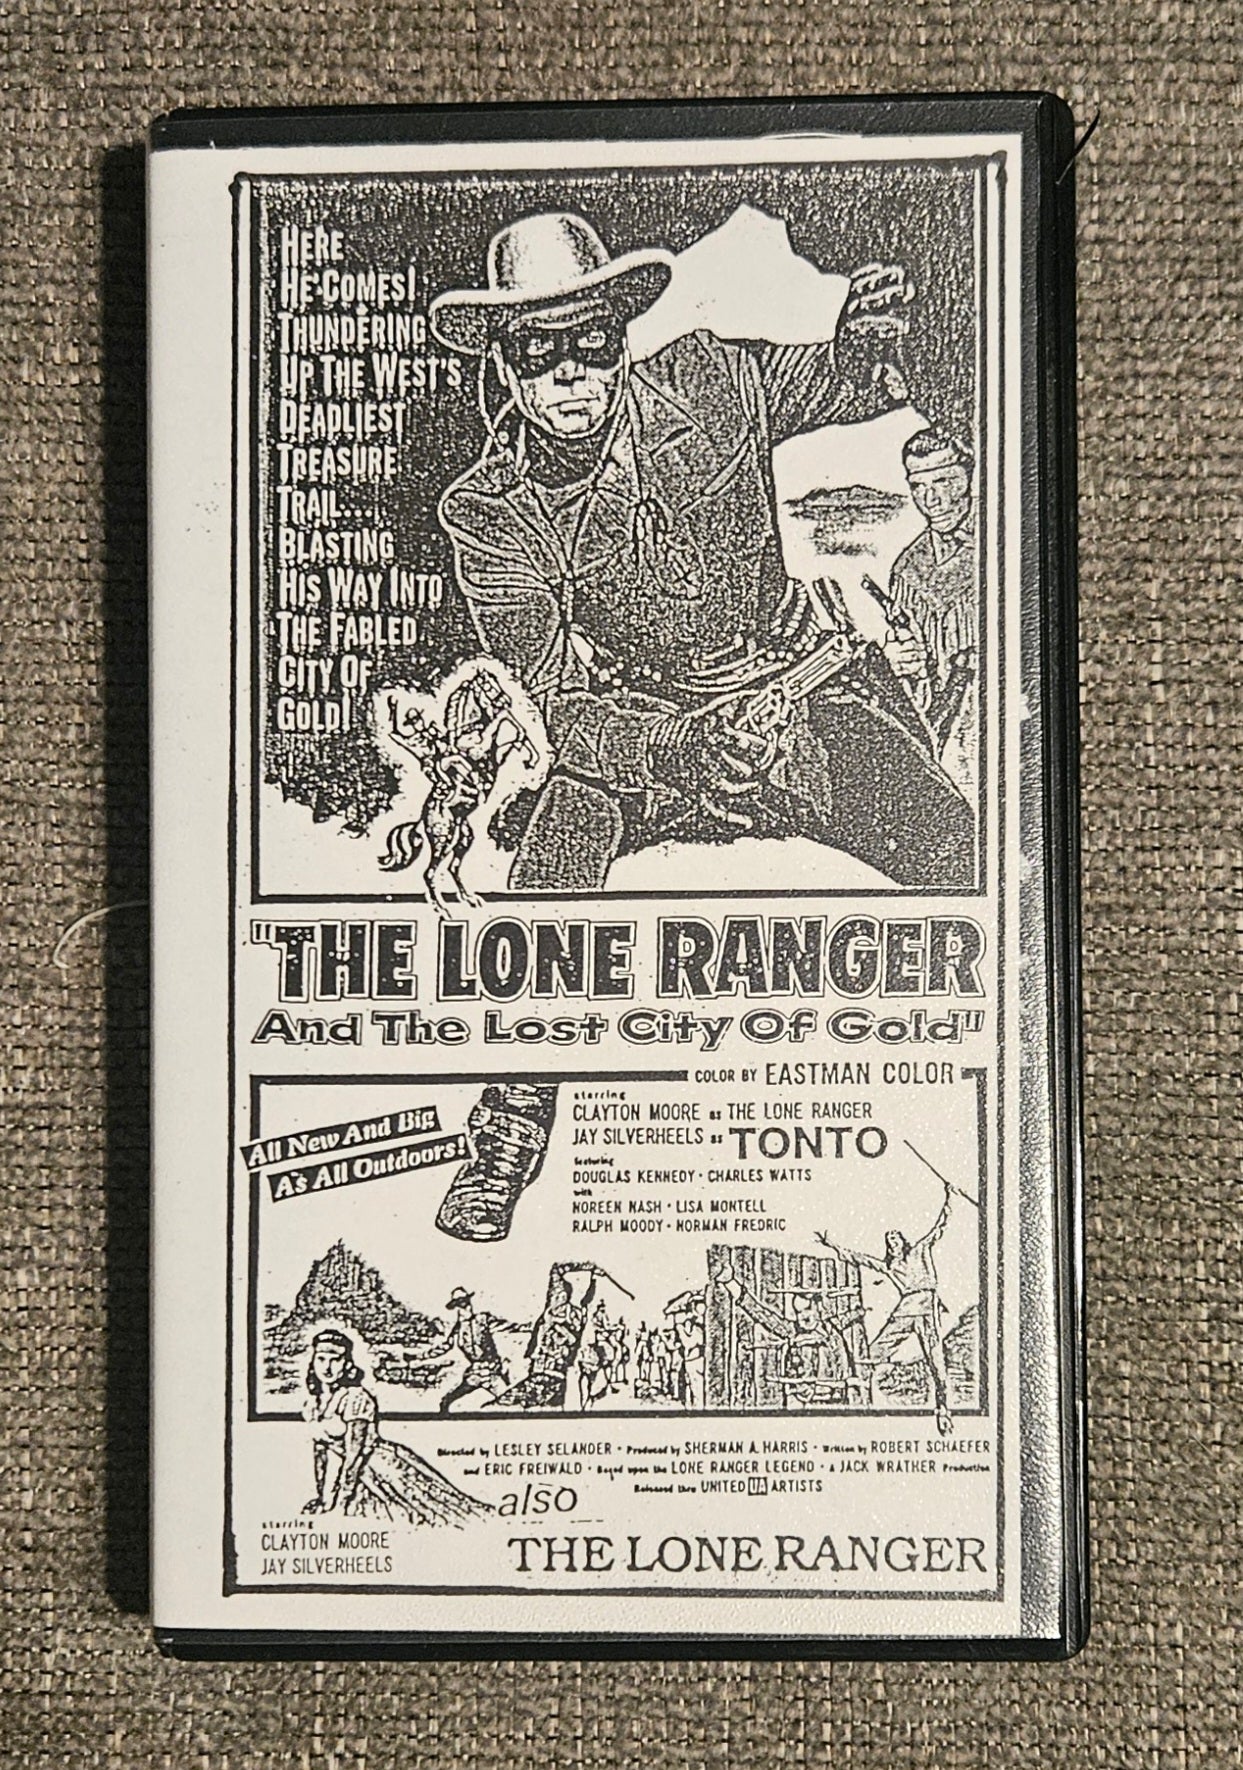 HERE
HE COMES!
THUNDERING
UP THE WEST'S
DEADLIEST
TREASURE
TRAIL.....
BLASTING
HIS WAY INTO
THE FABLED
CITY OF
GOLD!
"THE LONE RANGER
And The Lost City Of Gold"
COLOR BY EASTMAN COLOR
All New And Big
As All Outdoors!
starring
CLAYTON MOORE as THE LONE RANGER
JAY SILVERHEELS as TONTO
featuring
DOUGLAS KENNEDY · CHARLES WATTS
with
NOREEN NASH · LISA MONTELL
RALPH MOODY · NORMAN FREDRIC
Directed by LESLEY SELANDER · Produced by SHERMAN A. HARRIS · Written by ROBERT SCHAEFER
and ERIC FREIWALD · Based upon the LONE RANGER LEGEND · A JACK WRATHER Production
Released thru UNITED UA ARTISTS
also
starring
CLAYTON MOORE
JAY SILVERHEELS
THE LONE RANGER